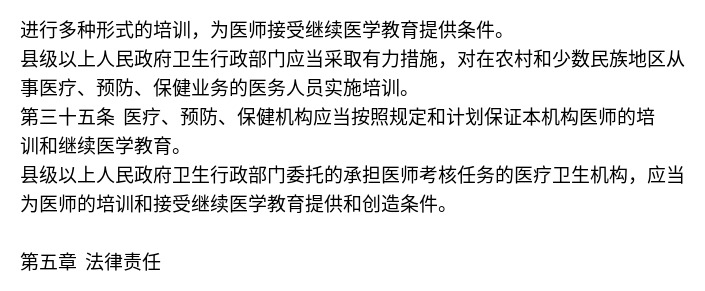 进行多种形式的培训，为医师接受继续医学教育提供条件。
县级以上人民政府卫生行政部门应当采取有力措施，对在农村和少数民族地区从
事医疗、预防、保健业务的医务人员实施培训。
第三十五条 医疗、预防、保健机构应当按照规定和计划保证本机构医师的培
训和继续医学教育。
县级以上人民政府卫生行政部门委托的承担医师考核任务的医疗卫生机构，应当
为医师的培训和接受继续医学教育提供和创造条件。
第五章 法律责任